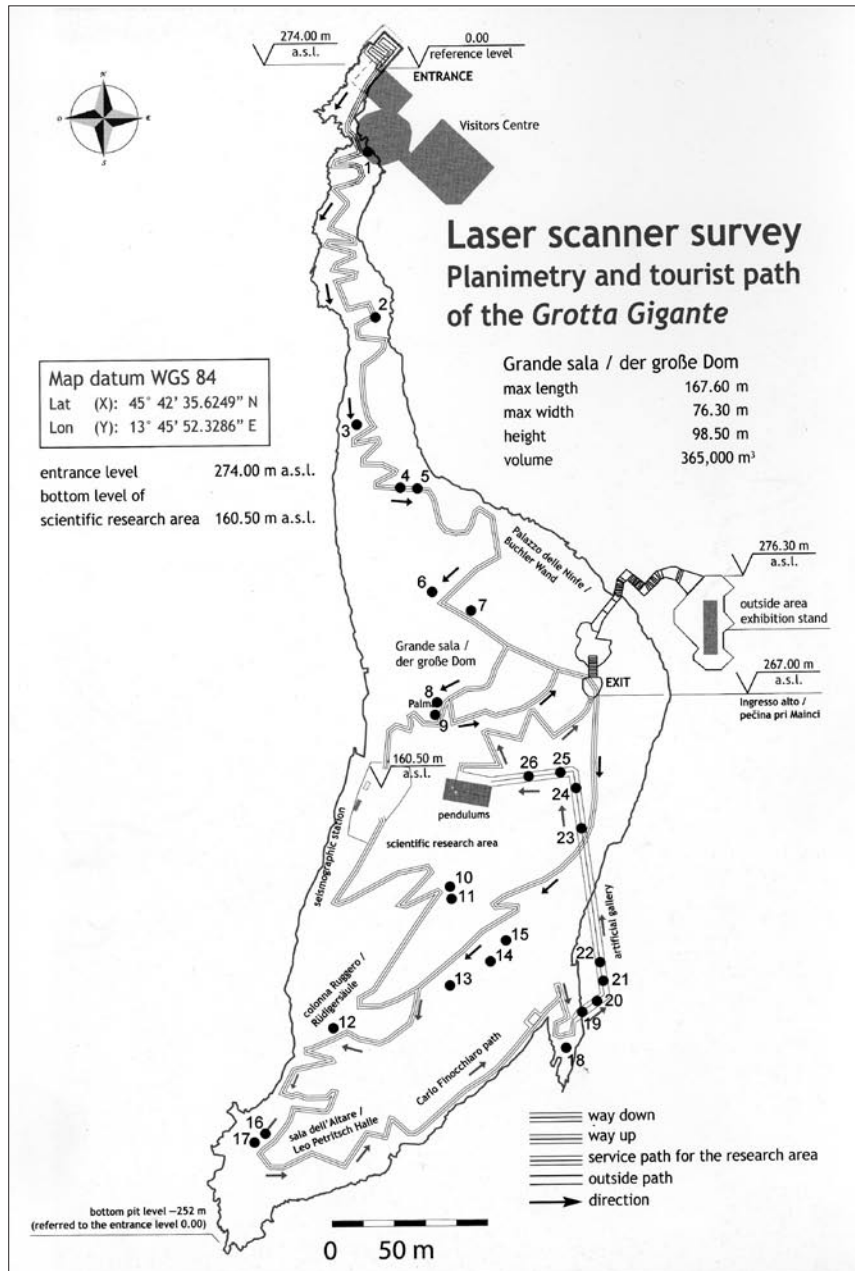 274.00 m
a.s.l.
0.00
reference level
ENTRANCE
N
O
E
S
Visitors Centre
1
Laser scanner survey
Planimetry and tourist path
of the Grotta Gigante
2
Map datum WGS 84
Lat (X): 45° 42' 35.6249" N
Lon (Y): 13° 45' 52.3286" E
Grande sala / der große Dom
max length 167.60 m
max width 76.30 m
height 98.50 m
volume 365,000 m³
3
entrance level 274.00 m a.s.l.
bottom level of
scientific research area 160.50 m a.s.l.
4
5
Palazzo delle Ninfe /
Buchler Wand
276.30 m
a.s.l.
outside area
exhibition stand
6
7
Grande sala /
der große Dom
EXIT
267.00 m
a.s.l.
Ingresso alto /
pečina pri Mainci
8
Palma
9
160.50 m
a.s.l.
26
25
24
pendulums
23
seismographic station
scientific research area
10
11
artificial gallery
15
14
13
22
21
20
19
colonna Ruggero /
Rüdigersäule
12
18
Carlo Finocchiaro path
16
17
sala dell'Altare /
Leo Petritsch Halle
way down
way up
service path for the research area
outside path
direction
bottom pit level −252 m
(referred to the entrance level 0.00)
0 50 m